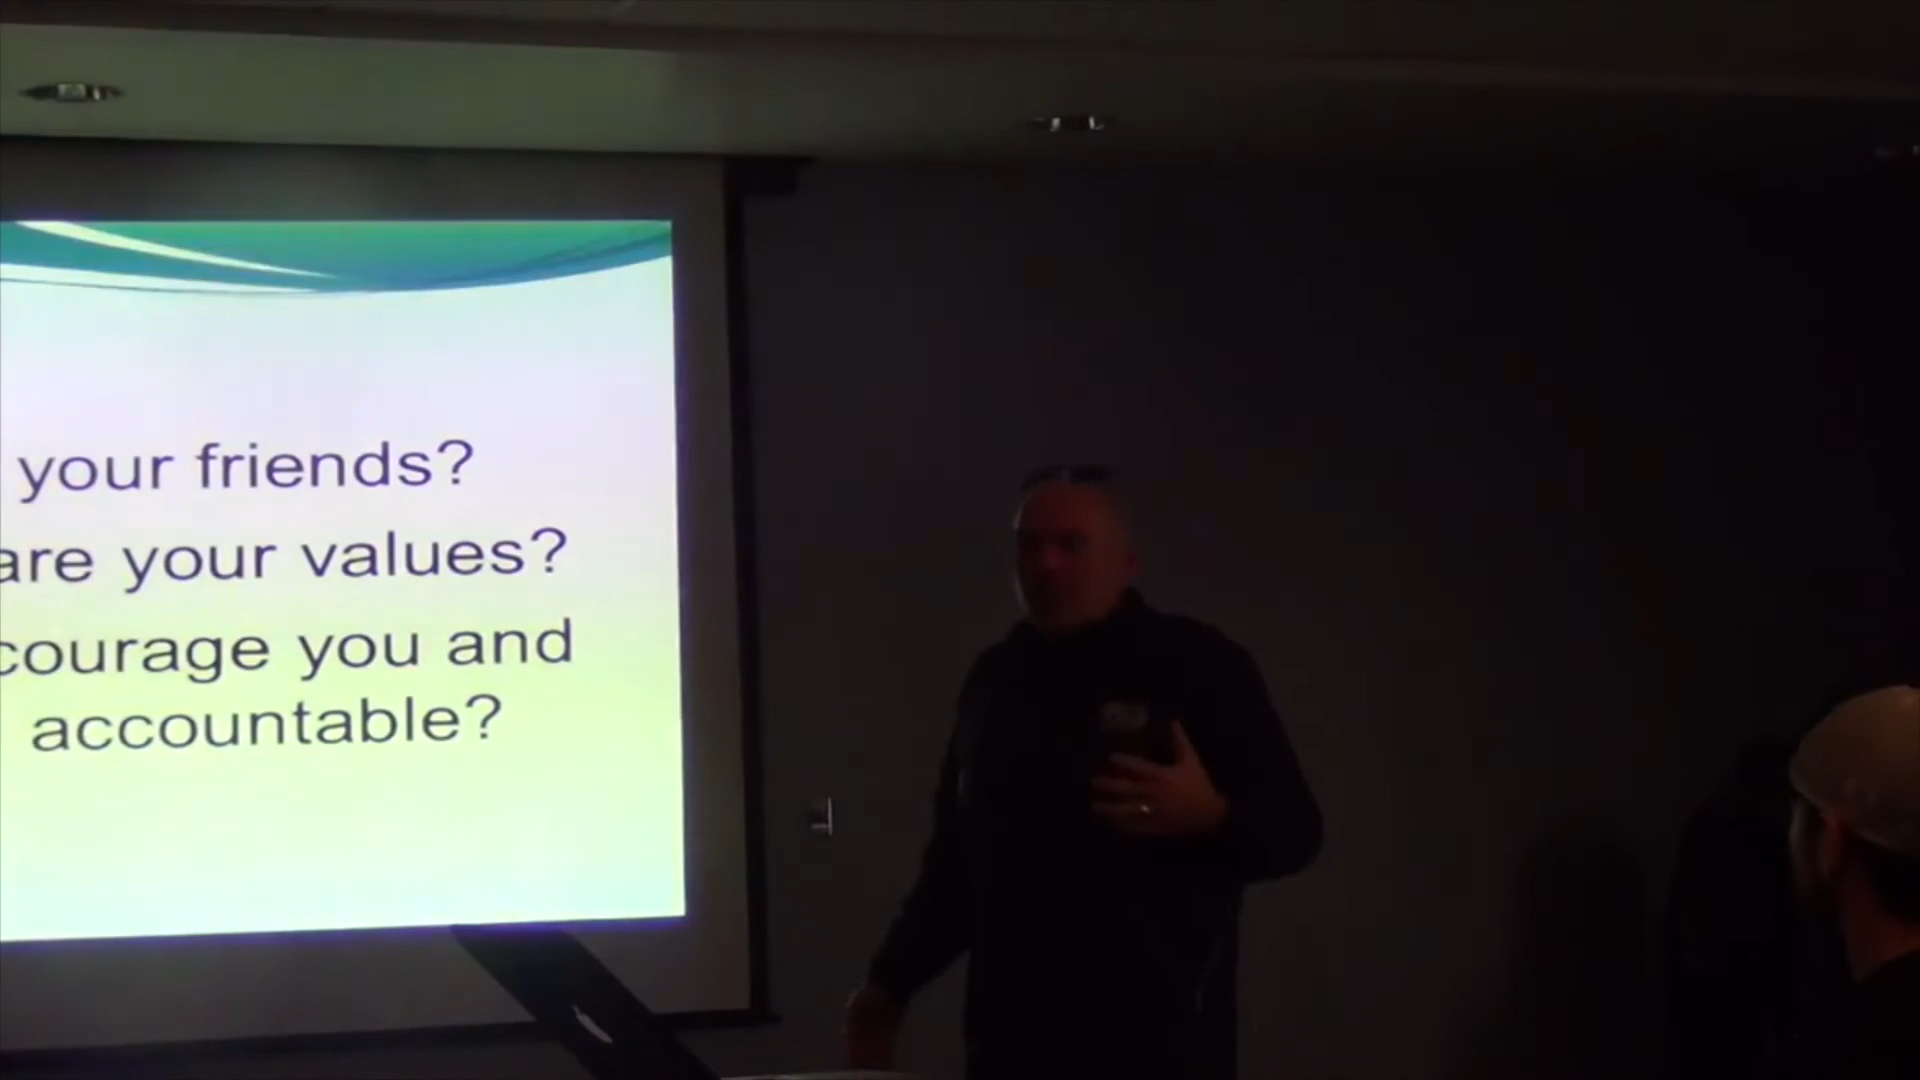 your friends?
are your values?
courage you and
accountable?